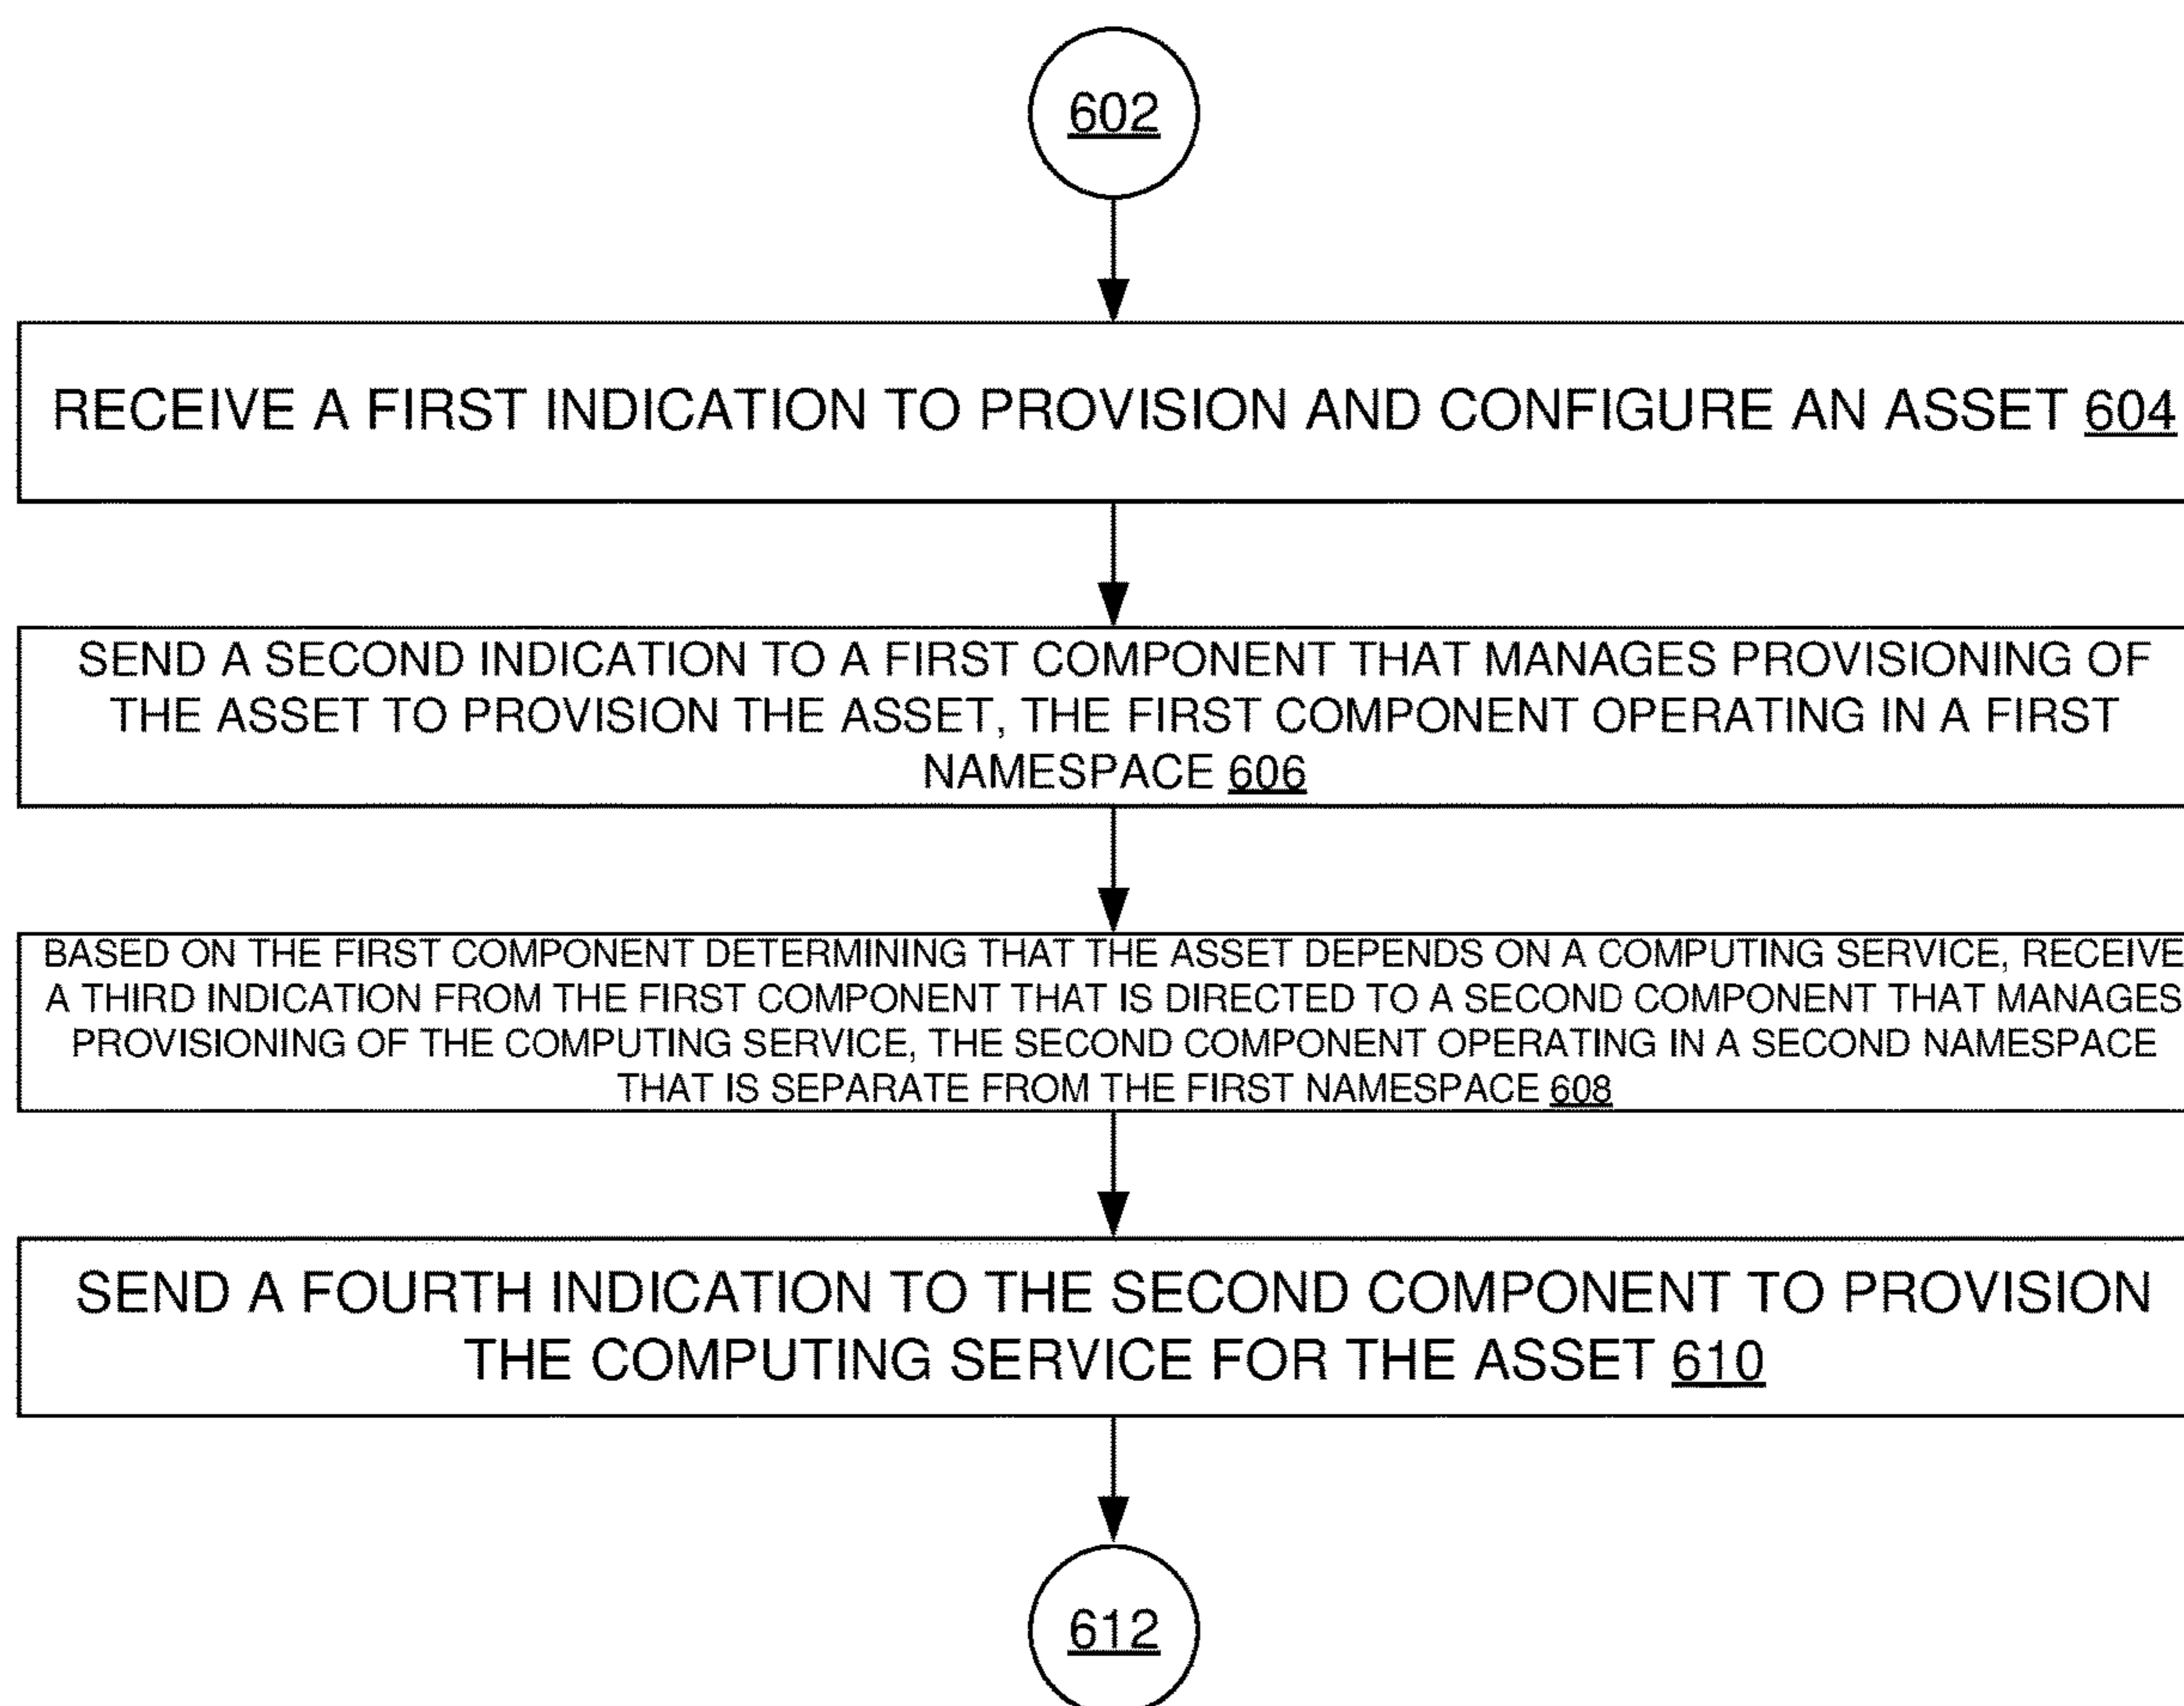 602
RECEIVE A FIRST INDICATION TO PROVISION AND CONFIGURE AN ASSET 604
SEND A SECOND INDICATION TO A FIRST COMPONENT THAT MANAGES PROVISIONING OF
THE ASSET TO PROVISION THE ASSET, THE FIRST COMPONENT OPERATING IN A FIRST
NAMESPACE 606
BASED ON THE FIRST COMPONENT DETERMINING THAT THE ASSET DEPENDS ON A COMPUTING SERVICE, RECEIVE
A THIRD INDICATION FROM THE FIRST COMPONENT THAT IS DIRECTED TO A SECOND COMPONENT THAT MANAGES
PROVISIONING OF THE COMPUTING SERVICE, THE SECOND COMPONENT OPERATING IN A SECOND NAMESPACE
THAT IS SEPARATE FROM THE FIRST NAMESPACE 608
SEND A FOURTH INDICATION TO THE SECOND COMPONENT TO PROVISION
THE COMPUTING SERVICE FOR THE ASSET 610
612